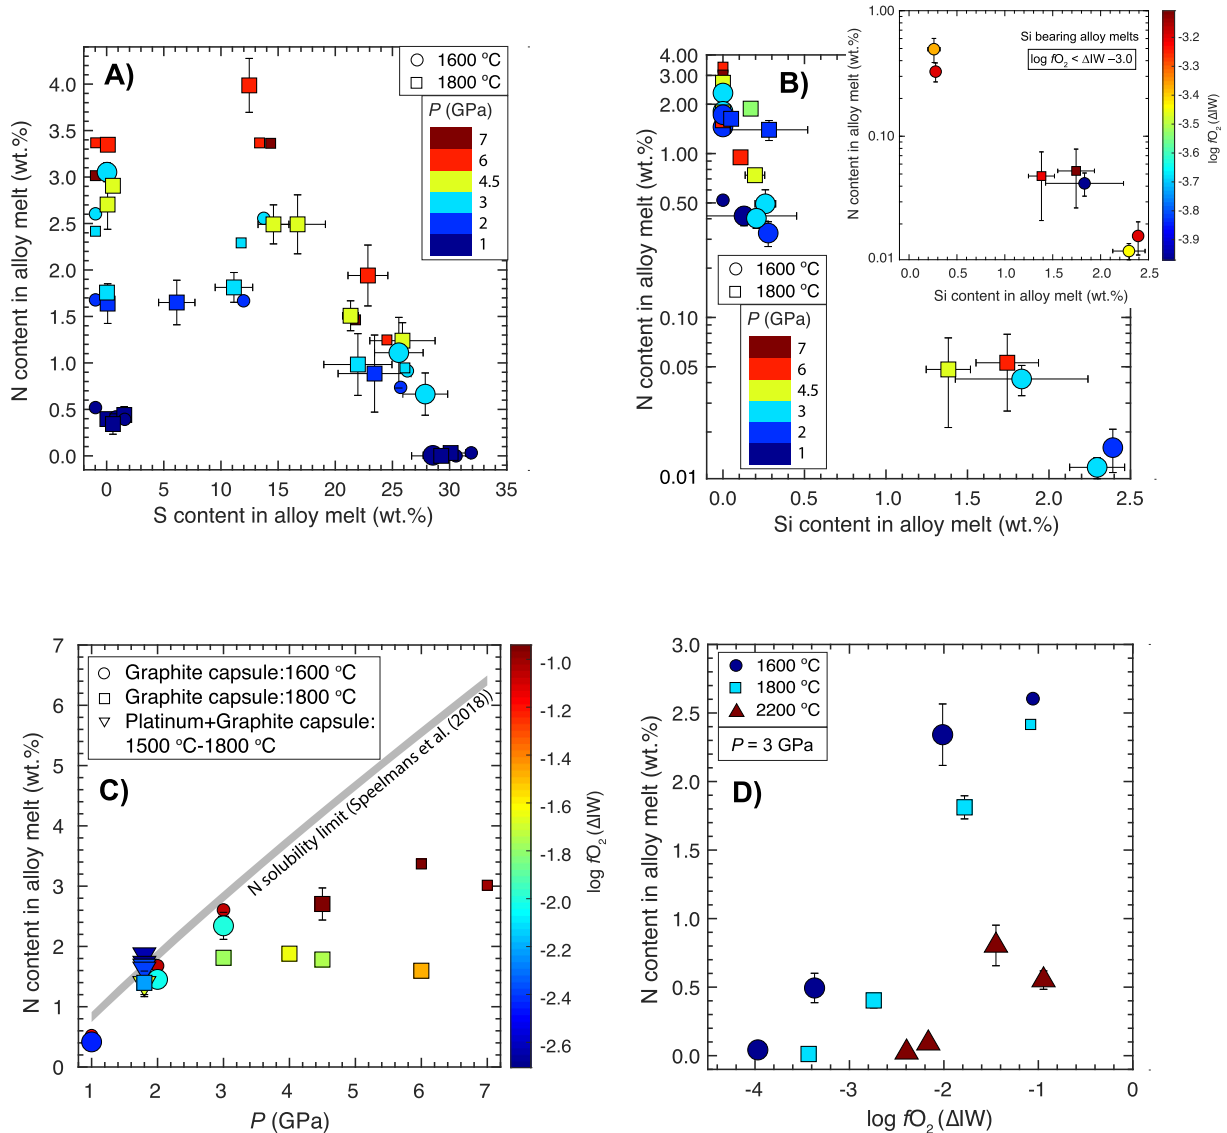 A)
1600 °C
1800 °C
P (GPa)
7
6
4.5
3
2
1
N content in alloy melt (wt.%)
4.0
3.5
3.0
2.5
2.0
1.5
1.0
0.5
0.0
0 5 10 15 20 25 30 35
S content in alloy melt (wt.%)
B)
N content in alloy melt (wt.%)
4.00
3.00
2.00
1.00
0.50
0.10
0.05
0.01
1600 °C
1800 °C
P (GPa)
7
6
4.5
3
2
1
0.0 0.5 1.0 1.5 2.0 2.5
Si content in alloy melt (wt.%)
N content in alloy melt (wt.%)
1.00
0.10
0.01
Si bearing alloy melts
log fO2 < ΔIW −3.0
0.0 0.5 1.0 1.5 2.0 2.5
Si content in alloy melt (wt.%)
-3.2
-3.3
-3.4
-3.5
-3.6
-3.7
-3.8
-3.9
log fO2 (ΔIW)
C)
Graphite capsule:1600 °C
Graphite capsule:1800 °C
Platinum+Graphite capsule:
1500 °C-1800 °C
N solubility limit (Speelmans et al. (2018))
N content in alloy melt (wt.%)
7
6
5
4
3
2
1
0
1 2 3 4 5 6 7
P (GPa)
-1.0
-1.2
-1.4
-1.6
-1.8
-2.0
-2.2
-2.4
-2.6
log fO2 (ΔIW)
D)
1600 °C
1800 °C
2200 °C
P = 3 GPa
N content in alloy melt (wt.%)
3.0
2.5
2.0
1.5
1.0
0.5
0.0
-4 -3 -2 -1 0
log fO2 (ΔIW)